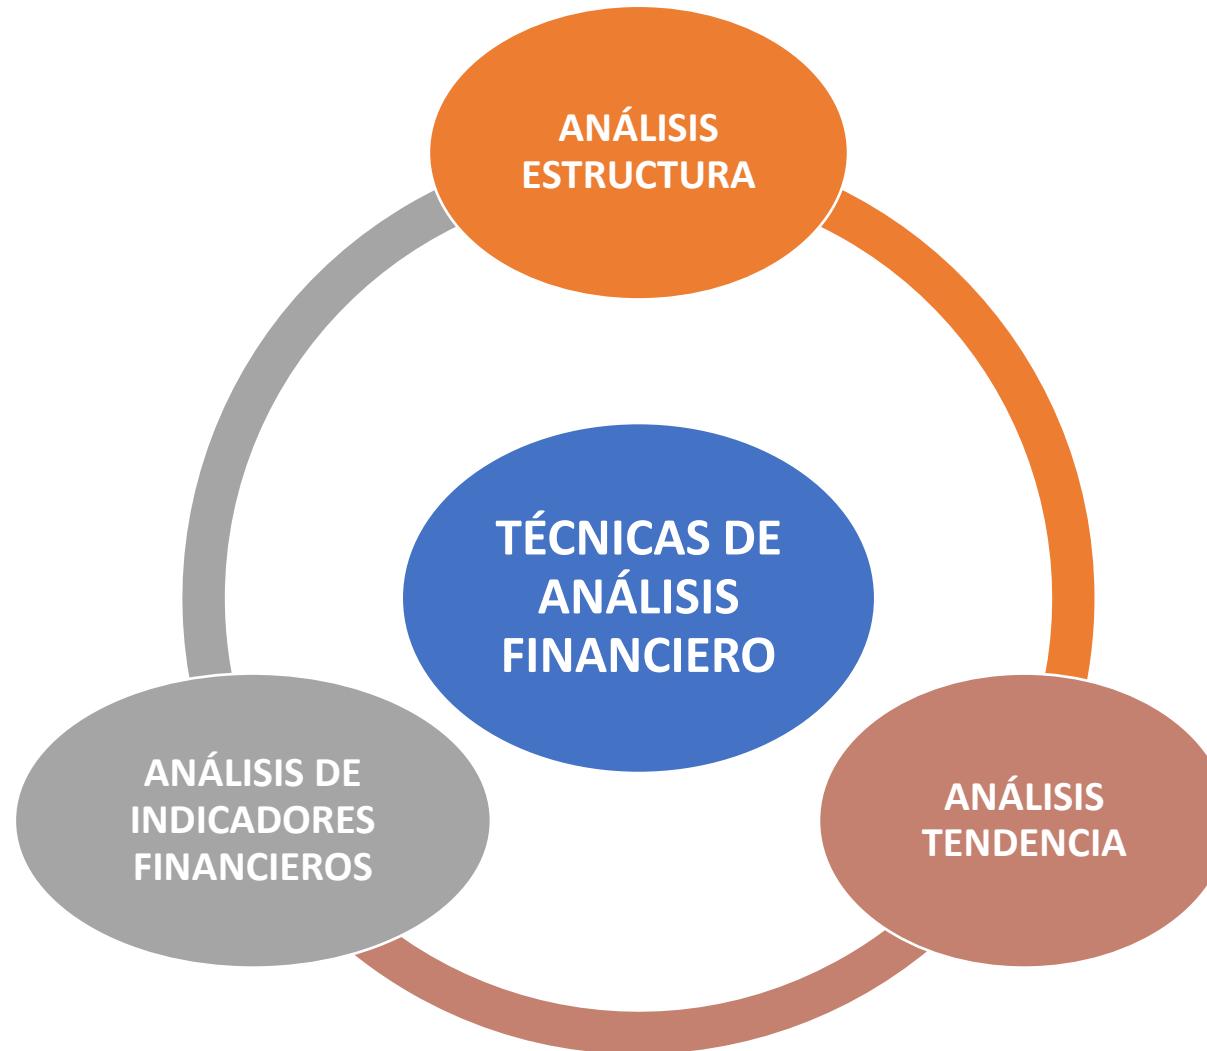 ANÁLISIS
ESTRUCTURA
TÉCNICAS DE
ANÁLISIS
FINANCIERO
ANÁLISIS DE
INDICADORES
FINANCIEROS
ANÁLISIS
TENDENCIA